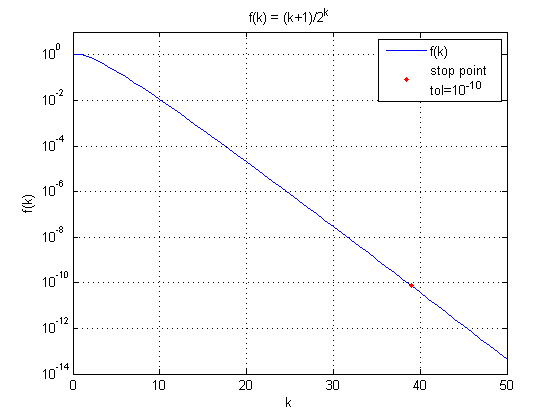 f(k) = (k+1)/2^k
f(k)
stop point
tol=10^-10
10^0
10^-2
10^-4
10^-6
10^-8
10^-10
10^-12
10^-14
f(k)
0 10 20 30 40 50
k